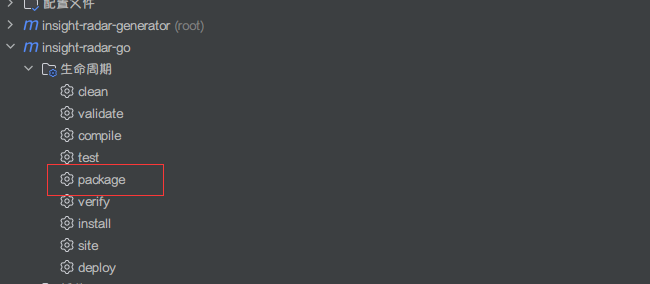 配置文件
insight-radar-generator (root)
insight-radar-go
生命周期
clean
validate
compile
test
package
verify
install
site
deploy